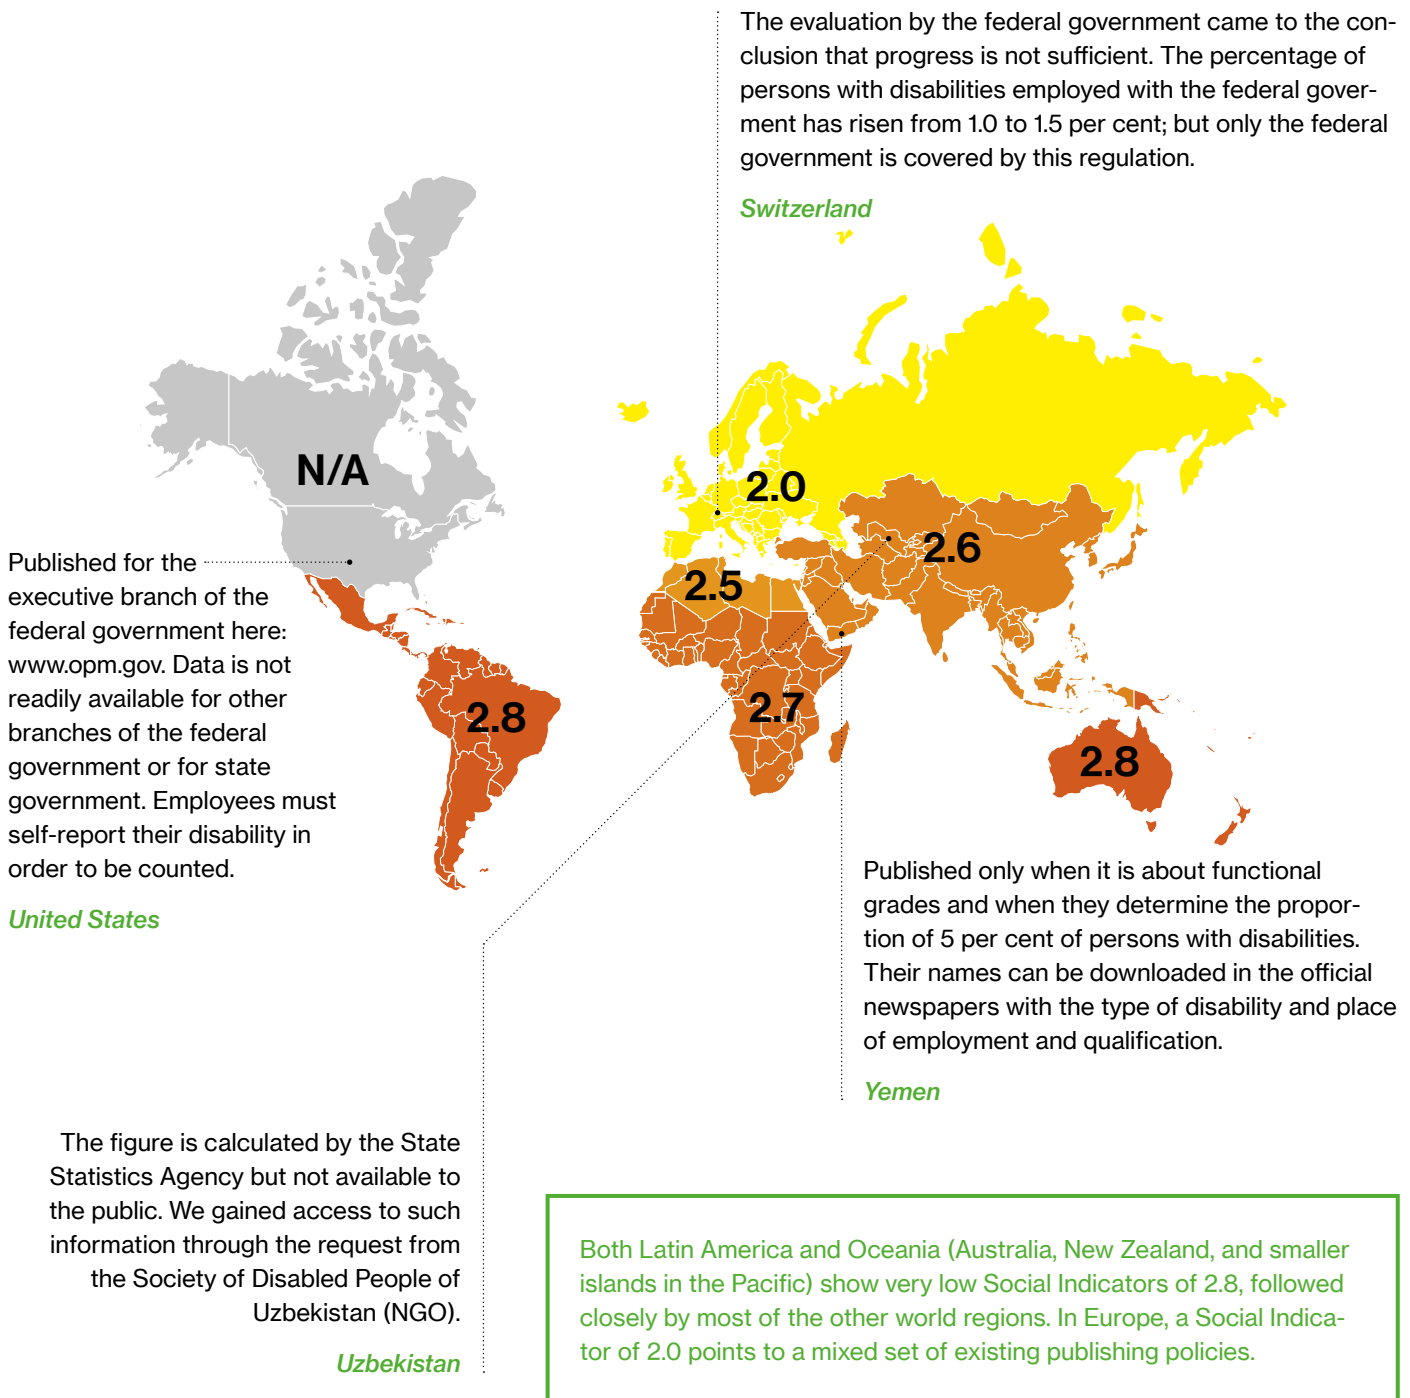 The evaluation by the federal government came to the con-
clusion that progress is not sufficient. The percentage of
persons with disabilities employed with the federal gover-
ment has risen from 1.0 to 1.5 per cent; but only the federal
government is covered by this regulation.
Switzerland
N/A
2.0
2.6
2.5
2.7
2.8
2.8
Published for the
executive branch of the
federal government here:
www.opm.gov. Data is not
readily available for other
branches of the federal
government or for state
government. Employees must
self-report their disability in
order to be counted.
United States
Published only when it is about functional
grades and when they determine the propor-
tion of 5 per cent of persons with disabilities.
Their names can be downloaded in the official
newspapers with the type of disability and place
of employment and qualification.
Yemen
The figure is calculated by the State
Statistics Agency but not available to
the public. We gained access to such
information through the request from
the Society of Disabled People of
Uzbekistan (NGO).
Uzbekistan
Both Latin America and Oceania (Australia, New Zealand, and smaller
islands in the Pacific) show very low Social Indicators of 2.8, followed
closely by most of the other world regions. In Europe, a Social Indica-
tor of 2.0 points to a mixed set of existing publishing policies.